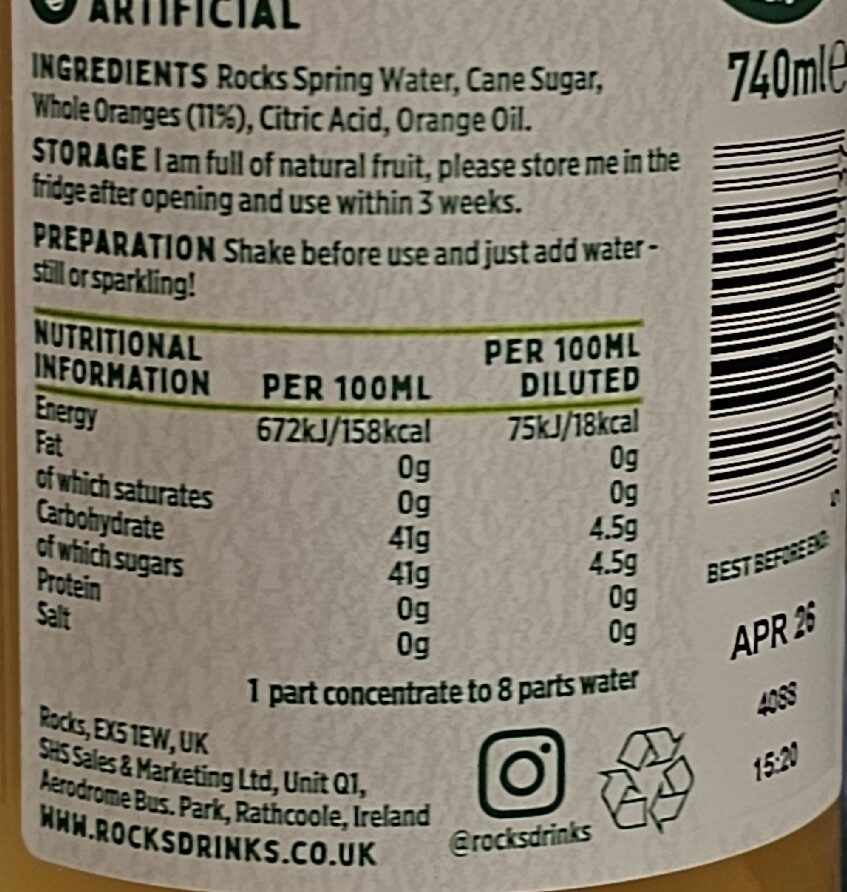 ARTIFICIAL
INGREDIENTS Rocks Spring Water, Cane Sugar,
Whole Oranges (11%), Citric Acid, Orange Oil.
STORAGE I am full of natural fruit, please store me in the
fridge after opening and use within 3 weeks.
PREPARATION Shake before use and just add water -
still or sparkling!
NUTRITIONAL INFORMATION PER 100ML PER 100ML DILUTED
Energy 672kJ/158kcal 75kJ/18kcal
Fat 0g 0g
of which saturates 0g 0g
Carbohydrate 41g 4.5g
of which sugars 41g 4.5g
Protein 0g 0g
Salt 0g 0g
1 part concentrate to 8 parts water
Rocks, EX5 1EW, UK
SHS Sales & Marketing Ltd, Unit Q1,
Aerodrome Bus. Park, Rathcoole, Ireland
WWW.ROCKSDRINKS.CO.UK
@rocksdrinks
740ml e
BEST BEFORE END:
APR 26
4088
15:20